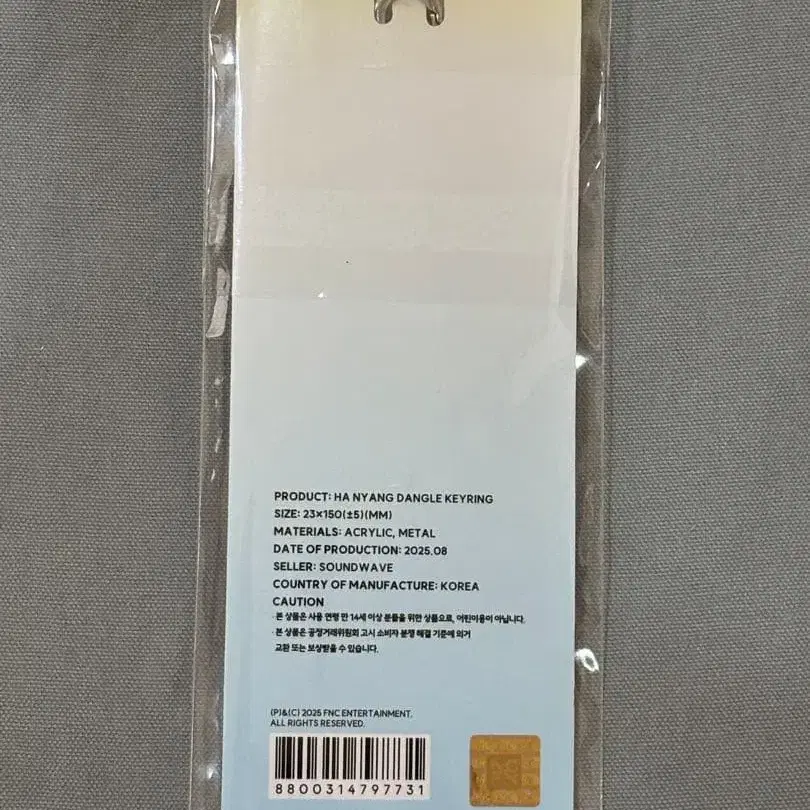 PRODUCT: HA NYANG DANGLE KEYRING
SIZE: 23×150(±5)(MM)
MATERIALS: ACRYLIC, METAL
DATE OF PRODUCTION: 2025.08
SELLER: SOUNDWAVE
COUNTRY OF MANUFACTURE: KOREA
CAUTION
· 본 상품은 사용 연령 만 14세 이상 분들을 위한 상품으로, 어린이용이 아닙니다.
· 본 상품은 공정거래위원회 고시 소비자 분쟁 해결 기준에 의거
교환 또는 보상받을 수 있습니다.
(P)&(C) 2025 FNC ENTERTAINMENT.
ALL RIGHTS RESERVED.
8800314797731